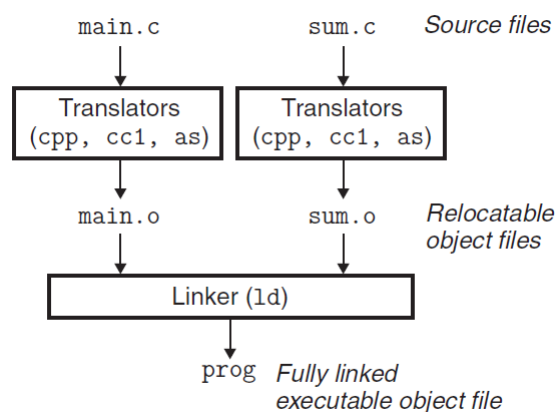 main.c sum.c Source files
Translators Translators
(cpp, cc1, as) (cpp, cc1, as)
main.o sum.o Relocatable
object files
Linker (ld)
prog Fully linked
executable object file